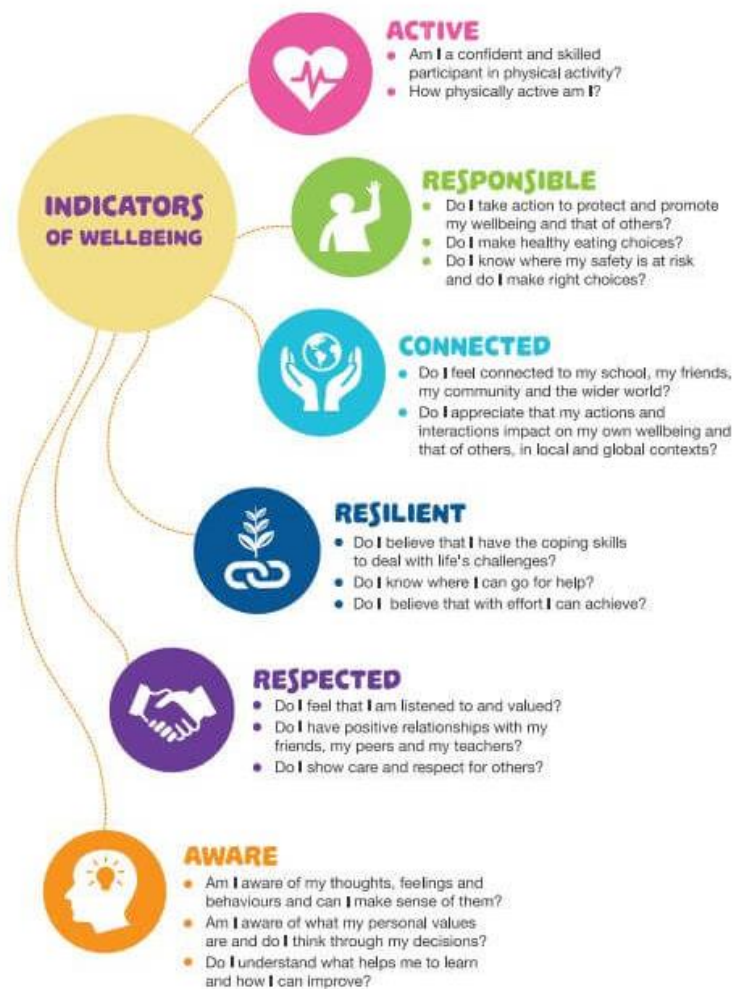 INDICATORS
OF WELLBEING
ACTIVE
• Am I a confident and skilled
participant in physical activity?
• How physically active am I?
RESPONSIBLE
• Do I take action to protect and promote
my wellbeing and that of others?
• Do I make healthy eating choices?
• Do I know where my safety is at risk
and do I make right choices?
CONNECTED
• Do I feel connected to my school, my friends,
my community and the wider world?
• Do I appreciate that my actions and
interactions impact on my own wellbeing and
that of others, in local and global contexts?
RESILIENT
• Do I believe that I have the coping skills
to deal with life's challenges?
• Do I know where I can go for help?
• Do I believe that with effort I can achieve?
RESPECTED
• Do I feel that I am listened to and valued?
• Do I have positive relationships with my
friends, my peers and my teachers?
• Do I show care and respect for others?
AWARE
• Am I aware of my thoughts, feelings and
behaviours and can I make sense of them?
• Am I aware of what my personal values
are and do I think through my decisions?
• Do I understand what helps me to learn
and how I can improve?